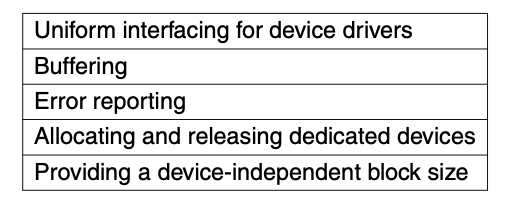 Uniform interfacing for device drivers
Buffering
Error reporting
Allocating and releasing dedicated devices
Providing a device-independent block size